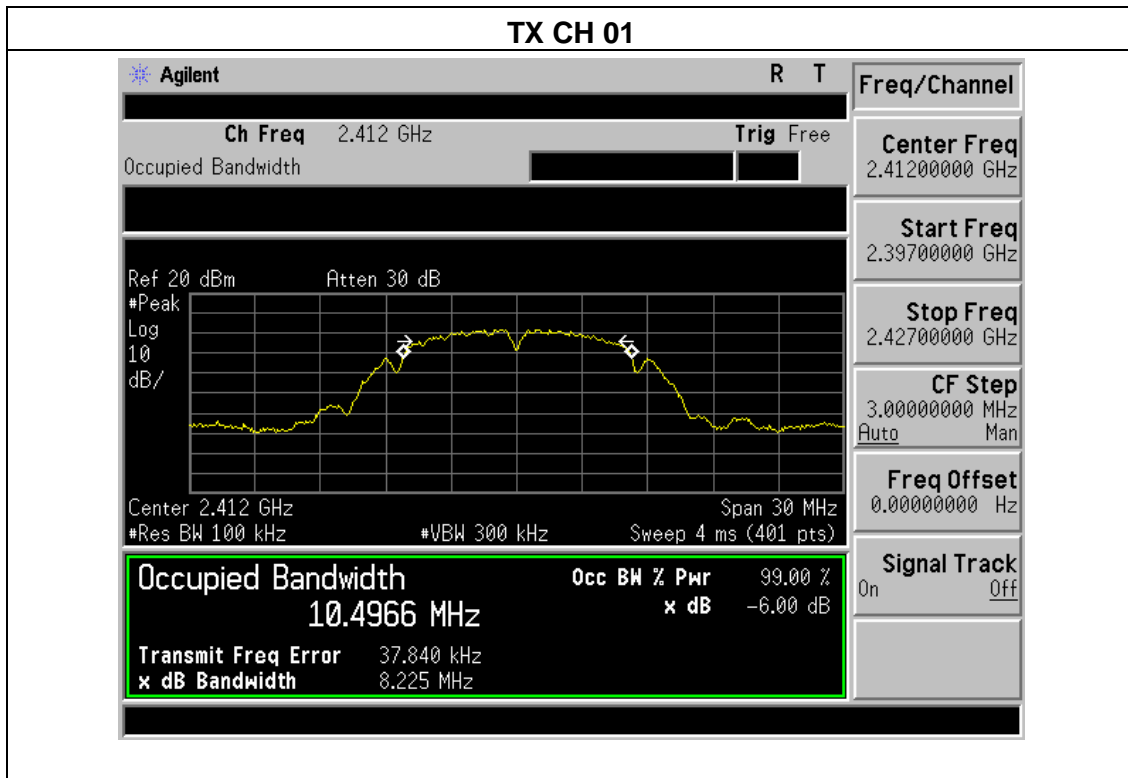 TX CH 01
Agilent R T
Freq/Channel
Ch Freq 2.412 GHz Trig Free
Occupied Bandwidth
Center Freq
2.41200000 GHz
Start Freq
2.39700000 GHz
Stop Freq
2.42700000 GHz
CF Step
3.00000000 MHz
Auto Man
Freq Offset
0.00000000 Hz
Signal Track
On Off
Ref 20 dBm Atten 30 dB
#Peak
Log
10
dB/
Center 2.412 GHz Span 30 MHz
#Res BW 100 kHz #VBW 300 kHz Sweep 4 ms (401 pts)
Occupied Bandwidth Occ BW % Pwr 99.00 %
10.4966 MHz x dB -6.00 dB
Transmit Freq Error 37.840 kHz
x dB Bandwidth 8.225 MHz